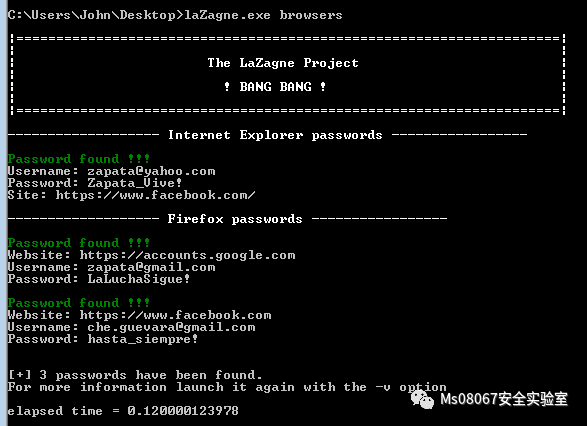 C:\Users\John\Desktop>laZagne.exe browsers
|====================================================================|
The LaZagne Project
! BANG BANG !
|====================================================================|
------------------- Internet Explorer passwords -----------------
Password found !!!
Username: zapata@yahoo.com
Password: Zapata_Vive!
Site: https://www.facebook.com/
------------------- Firefox passwords -----------------
Password found !!!
Website: https://accounts.google.com
Username: zapata@gmail.com
Password: LaLuchaSigue!
Password found !!!
Website: https://www.facebook.com
Username: che.guevara@gmail.com
Password: hasta_siempre!
[+] 3 passwords have been found.
For more information launch it again with the -v option
elapsed time = 0.120000123978
Ms08067安全实验室